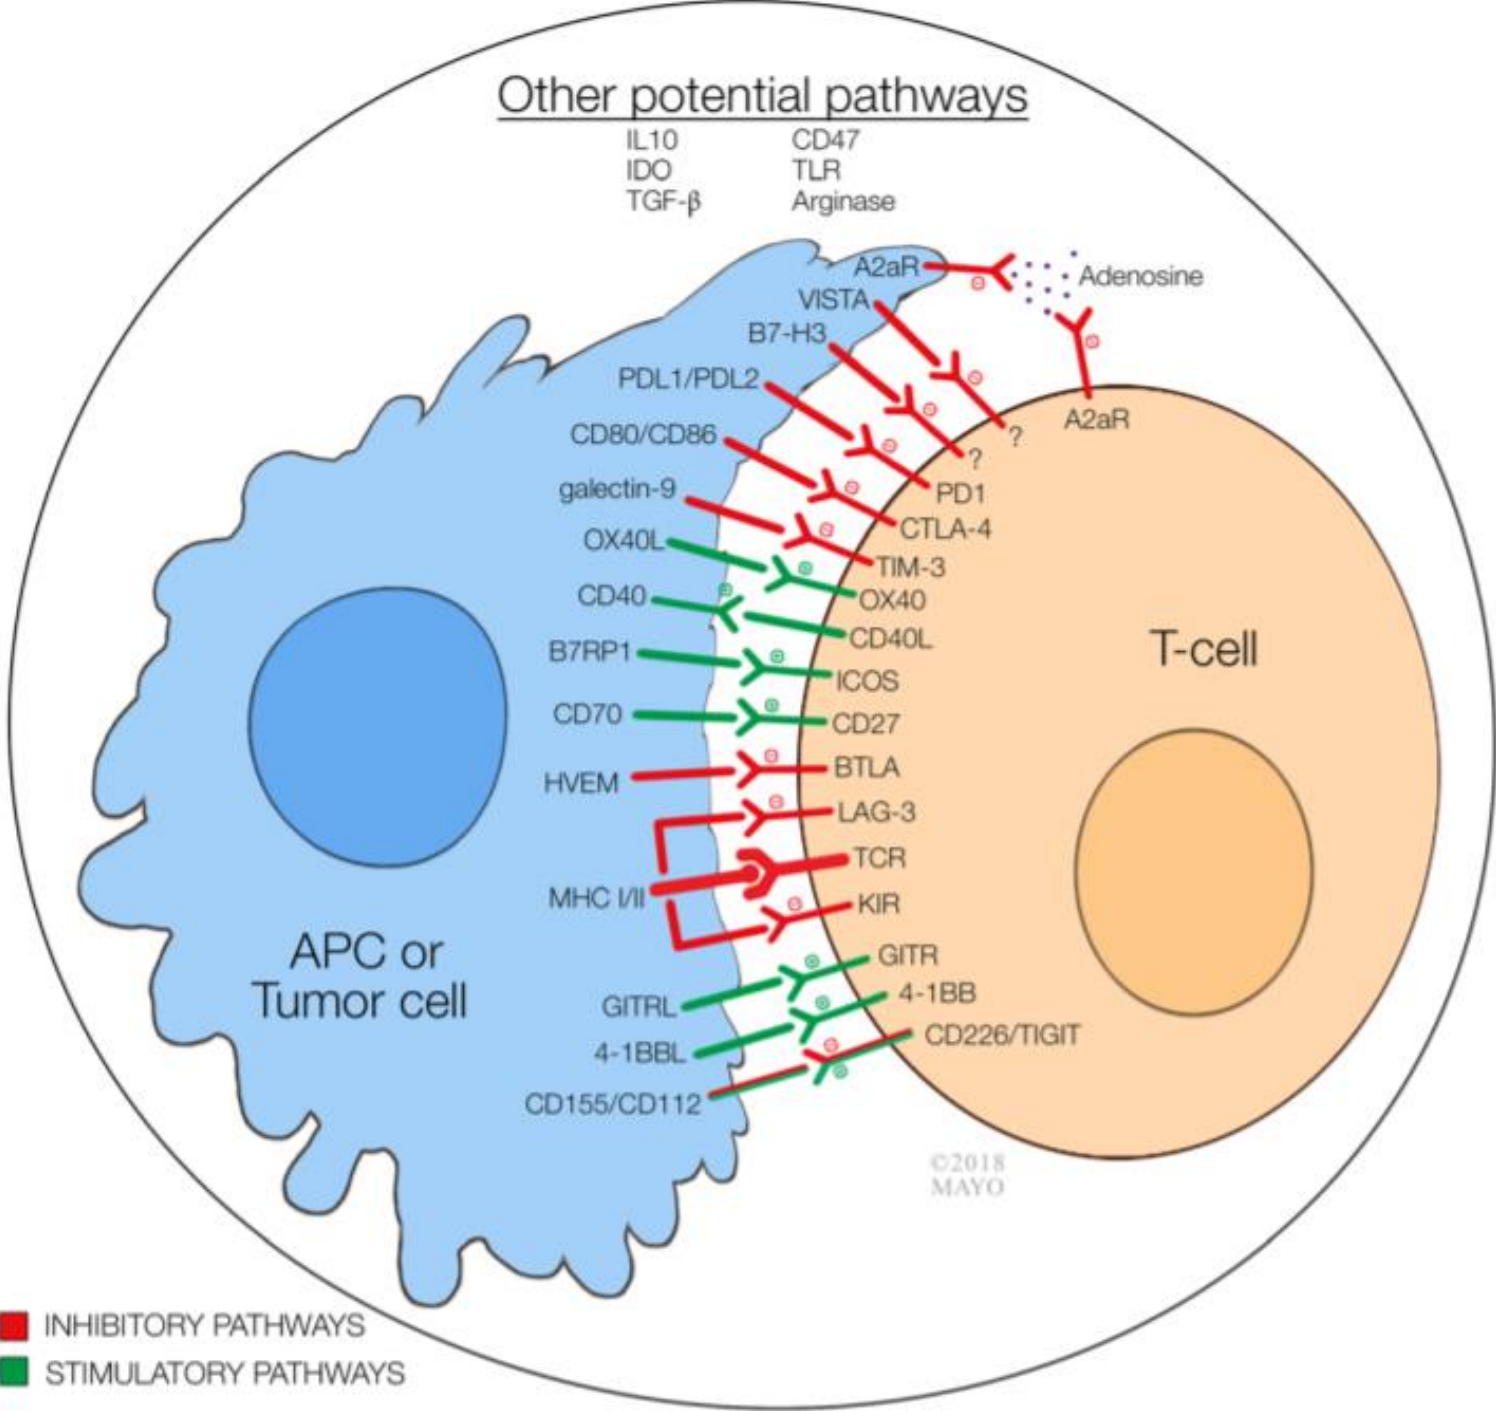 Other potential pathways
IL10 CD47
IDO TLR
TGF-β Arginase
A2aR
Adenosine
VISTA
B7-H3
PDL1/PDL2
A2aR
?
CD80/CD86
?
galectin-9
PD1
CTLA-4
OX40L
TIM-3
CD40
OX40
CD40L
B7RP1
ICOS
T-cell
CD70
CD27
HVEM
BTLA
LAG-3
TCR
MHC I/II
KIR
APC or
Tumor cell
GITR
GITRL
4-1BB
4-1BBL
CD226/TIGIT
CD155/CD112
©2018
MAYO
INHIBITORY PATHWAYS
STIMULATORY PATHWAYS